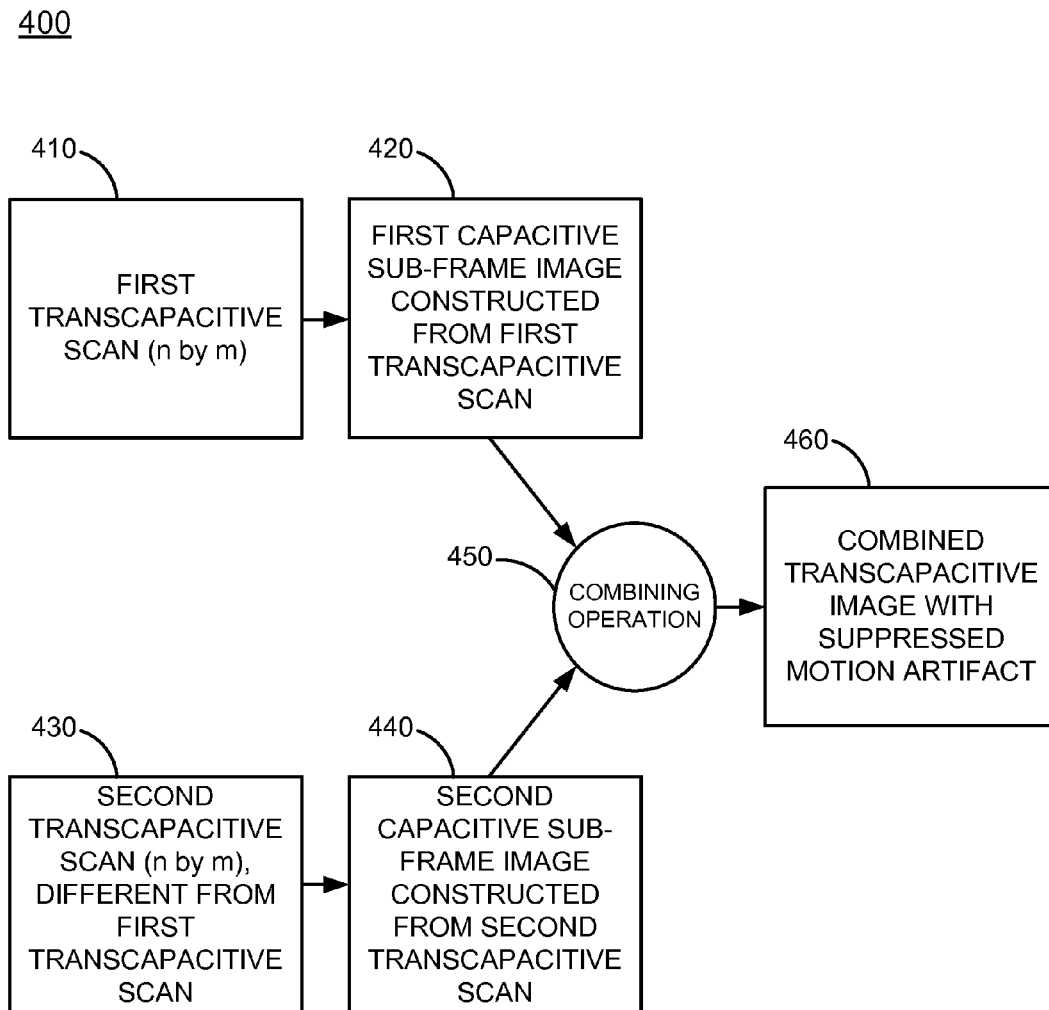 400
410
FIRST
TRANSCAPACITIVE
SCAN (n by m)
420
FIRST CAPACITIVE
SUB-FRAME IMAGE
CONSTRUCTED
FROM FIRST
TRANSCAPACITIVE
SCAN
430
SECOND
TRANSCAPACITIVE
SCAN (n by m),
DIFFERENT FROM
FIRST
TRANSCAPACITIVE
SCAN
440
SECOND
CAPACITIVE SUB-
FRAME IMAGE
CONSTRUCTED
FROM SECOND
TRANSCAPACITIVE
SCAN
450
COMBINING
OPERATION
460
COMBINED
TRANSCAPACITIVE
IMAGE WITH
SUPPRESSED
MOTION ARTIFACT